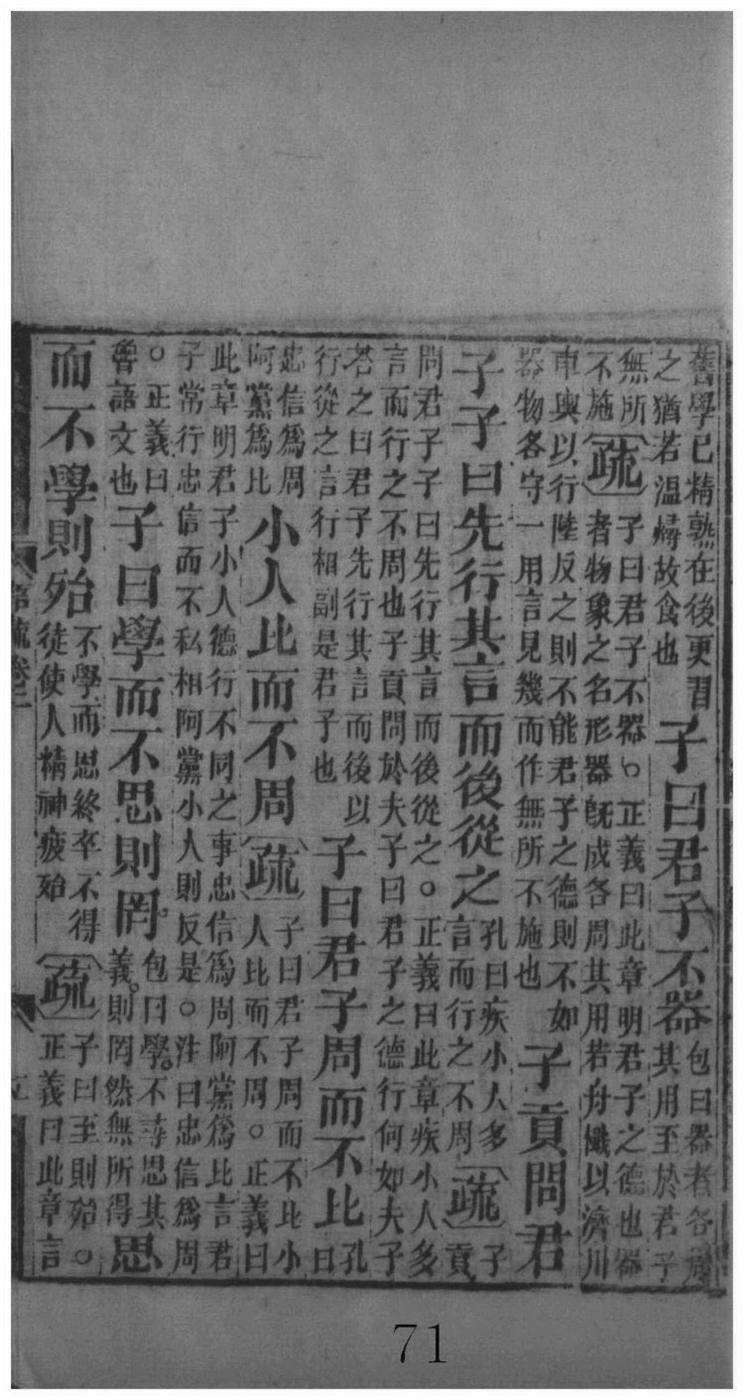 舊學已精熟在後更習之猶若温燖故食也子曰君子不器包曰器者各周其用至於君子
無所不施疏子曰君子不器○正義曰此章明君子之德也器者物象之名形器既成各周其用若舟檝以濟川
車輿以行陸反之則不能君子之德則不如器物各守一用言見幾而作無所不施也子貢問君
子子曰先行其言而後從之孔曰疾小人多言而行之不周疏子貢
問君子子曰先行其言而後從之○正義曰此章疾小人多言而行之不周也子貢問於夫子曰君子之德行何如夫子
荅之曰君子先行其言而後以行從之言行相副是君子也子曰君子周而不比孔曰
忠信爲周阿黨爲比小人比而不周疏子曰君子周而不比小人比而不周○正義曰
此章明君子小人德行不同之事忠信爲周阿黨爲比言君子常行忠信而不私相阿黨小人則反是○注曰忠信爲周
○正義曰魯語文也子曰學而不思則罔包曰學不尋思其義則罔然無所得思
而不學則殆不學而思終卒不得徒使人精神疲殆疏子曰至則殆○正義曰此章言
語疏卷二
71